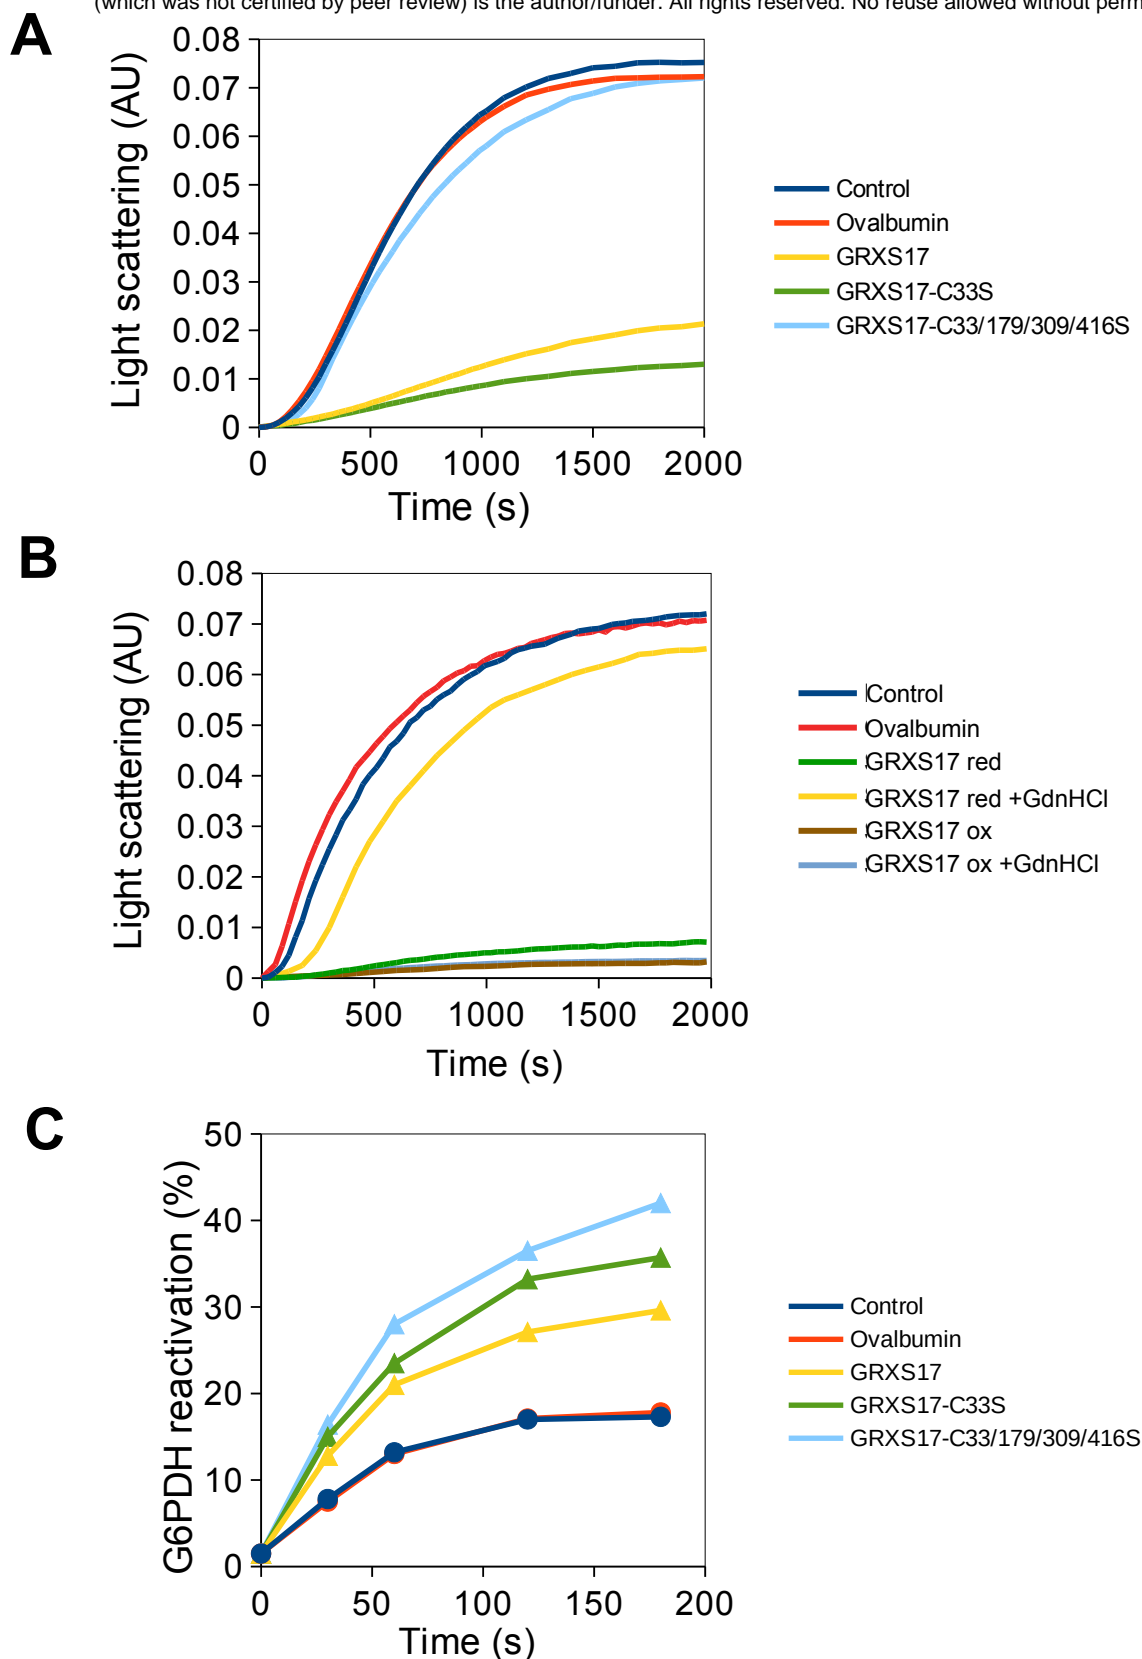 (which was not certified by peer review) is the author/funder. All rights reserved. No reuse allowed without perm
A
Light scattering (AU)
0.08
0.07
0.06
0.05
0.04
0.03
0.02
0.01
0
0 500 1000 1500 2000
Time (s)
Control
Ovalbumin
GRXS17
GRXS17-C33S
GRXS17-C33/179/309/416S
B
Light scattering (AU)
0.08
0.07
0.06
0.05
0.04
0.03
0.02
0.01
0
0 500 1000 1500 2000
Time (s)
Control
Ovalbumin
GRXS17 red
GRXS17 red +GdnHCl
GRXS17 ox
GRXS17 ox +GdnHCl
C
G6PDH reactivation (%)
50
40
30
20
10
0
0 50 100 150 200
Time (s)
Control
Ovalbumin
GRXS17
GRXS17-C33S
GRXS17-C33/179/309/416S